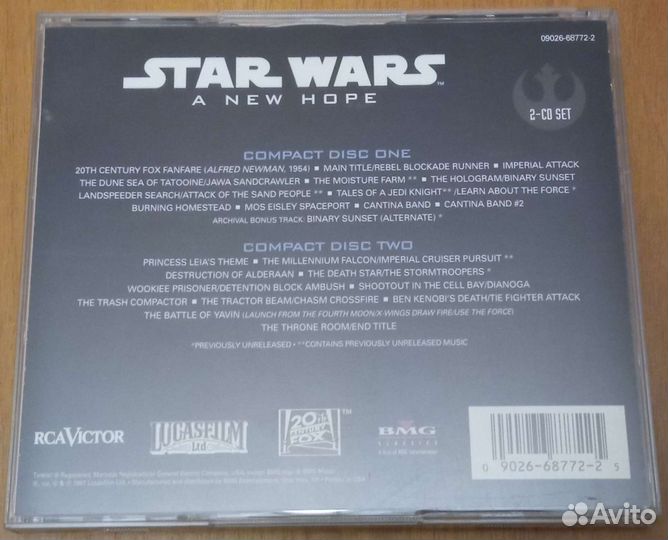 09026-68772-2
STAR WARS™
A NEW HOPE
2-CD SET
COMPACT DISC ONE
20TH CENTURY FOX FANFARE (ALFRED NEWMAN, 1954) ■ MAIN TITLE/REBEL BLOCKADE RUNNER ■ IMPERIAL ATTACK
THE DUNE SEA OF TATOOINE/JAWA SANDCRAWLER ■ THE MOISTURE FARM ** ■ THE HOLOGRAM/BINARY SUNSET
LANDSPEEDER SEARCH/ATTACK OF THE SAND PEOPLE ** ■ TALES OF A JEDI KNIGHT** /LEARN ABOUT THE FORCE *
BURNING HOMESTEAD ■ MOS EISLEY SPACEPORT ■ CANTINA BAND ■ CANTINA BAND #2
ARCHIVAL BONUS TRACK: BINARY SUNSET (ALTERNATE) *
COMPACT DISC TWO
PRINCESS LEIA'S THEME ■ THE MILLENNIUM FALCON/IMPERIAL CRUISER PURSUIT **
DESTRUCTION OF ALDERAAN ■ THE DEATH STAR/THE STORMTROOPERS *
WOOKIEE PRISONER/DETENTION BLOCK AMBUSH ■ SHOOTOUT IN THE CELL BAY/DIANOGA
THE TRASH COMPACTOR ■ THE TRACTOR BEAM/CHASM CROSSFIRE ■ BEN KENOBI'S DEATH/TIE FIGHTER ATTACK
THE BATTLE OF YAVIN (LAUNCH FROM THE FOURTH MOON/X-WINGS DRAW FIRE/USE THE FORCE)
THE THRONE ROOM/END TITLE
*PREVIOUSLY UNRELEASED • **CONTAINS PREVIOUSLY UNRELEASED MUSIC
RCA VICTOR
LUCASFILM
Ltd
20th
CENTURY
FOX
TM
BMG
CLASSICS
0 9026-68772-2 5
Avito